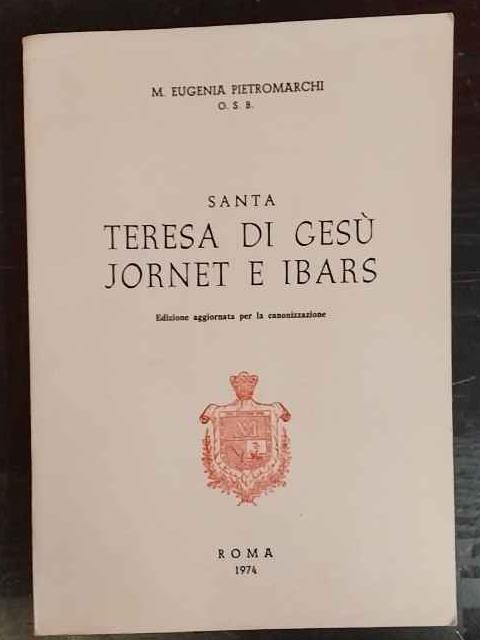 M. EUGENIA PIETROMARCHI
O. S. B.
SANTA
TERESA DI GESÙ
JORNET E IBARS
Edizione aggiornata per la canonizzazione
ROMA
1974